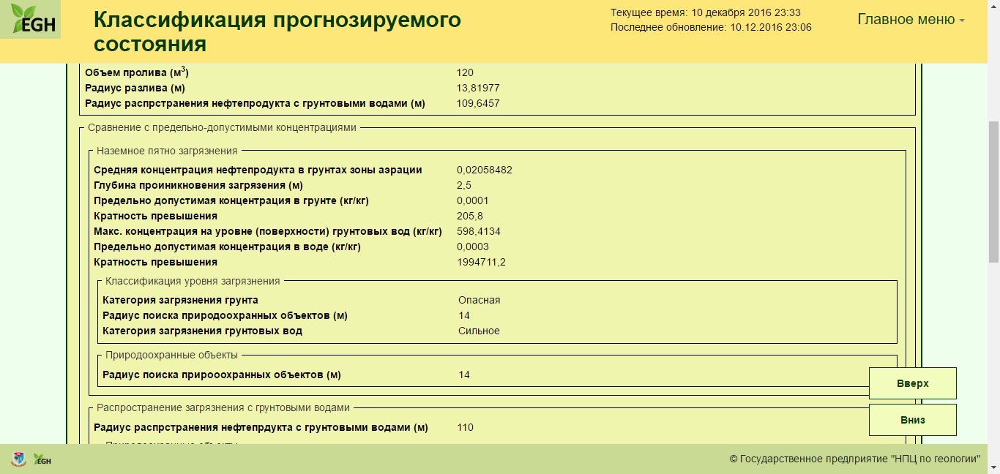 EGH
Классификация прогнозируемого
состояния
Текущее время: 10 декабря 2016 23:33
Последнее обновление: 10.12.2016 23:06
Главное меню
Объем пролива (м3) 120
Радиус разлива (м) 13,81977
Радиус распрстранения нефтепродукта с грунтовыми водами (м) 109,6457
Сравнение с предельно-допустимыми концентрациями
Наземное пятно загрязнения
Средняя концентрация нефтепродукта в грунтах зоны аэрации 0,02058482
Глубина проиникновения загрязения (м) 2,5
Предельно допустимая концентрация в грунте (кг/кг) 0,0001
Кратность превышения 205,8
Макс. концентрация на уровне (поверхности) грунтовых вод (кг/кг) 598,4134
Предельно допустимая концентрация в воде (кг/кг) 0,0003
Кратность превышения 1994711,2
Классификация уровня загрязнения
Категория загрязнения грунта Опасная
Радиус поиска природоохранных объектов (м) 14
Категория загрязнения грунтовых вод Сильное
Природоохранные объекты
Радиус поиска прирооохранных объектов (м) 14
Вверх
Распространение загрязнения с грунтовыми водами
Вниз
Радиус распрстранения нефтепрдукта с грунтовыми водами (м) 110
Природоохранные объекты
EGH
© Государственное предприятие "НПЦ по геологии"